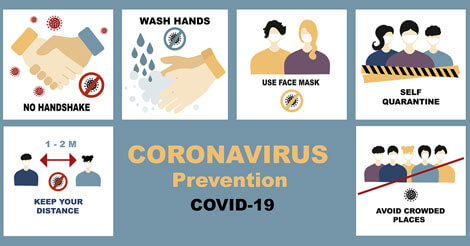 NO HANDSHAKE
WASH HANDS
USE FACE MASK
SELF
QUARANTINE
1 - 2 M
KEEP YOUR
DISTANCE
CORONAVIRUS
Prevention
COVID-19
AVOID CROWDED
PLACES